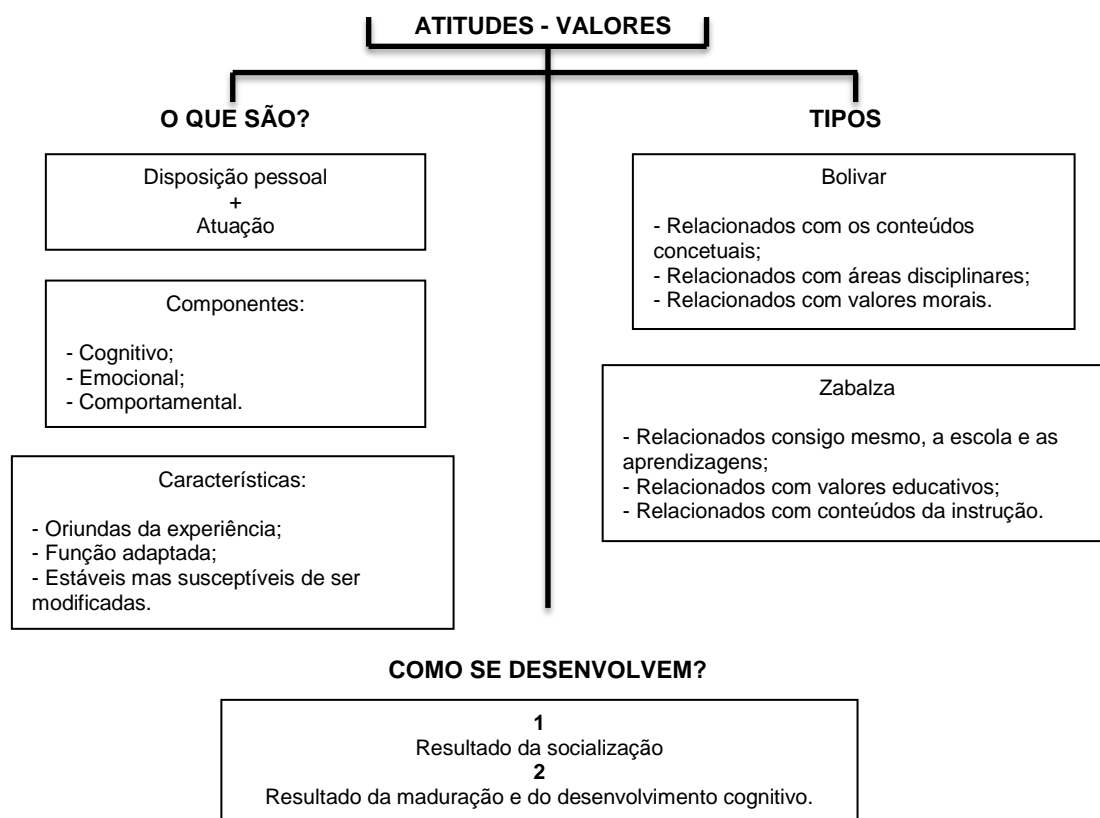 ATITUDES - VALORES
O QUE SÃO?
Disposição pessoal
+
Atuação
Componentes:
- Cognitivo;
- Emocional;
- Comportamental.
Características:
- Oriundas da experiência;
- Função adaptada;
- Estáveis mas susceptíveis de ser
modificadas.
TIPOS
Bolivar
- Relacionados com os conteúdos
concetuais;
- Relacionados com áreas disciplinares;
- Relacionados com valores morais.
Zabalza
- Relacionados consigo mesmo, a escola e as
aprendizagens;
- Relacionados com valores educativos;
- Relacionados com conteúdos da instrução.
COMO SE DESENVOLVEM?
1
Resultado da socialização
2
Resultado da maduração e do desenvolvimento cognitivo.